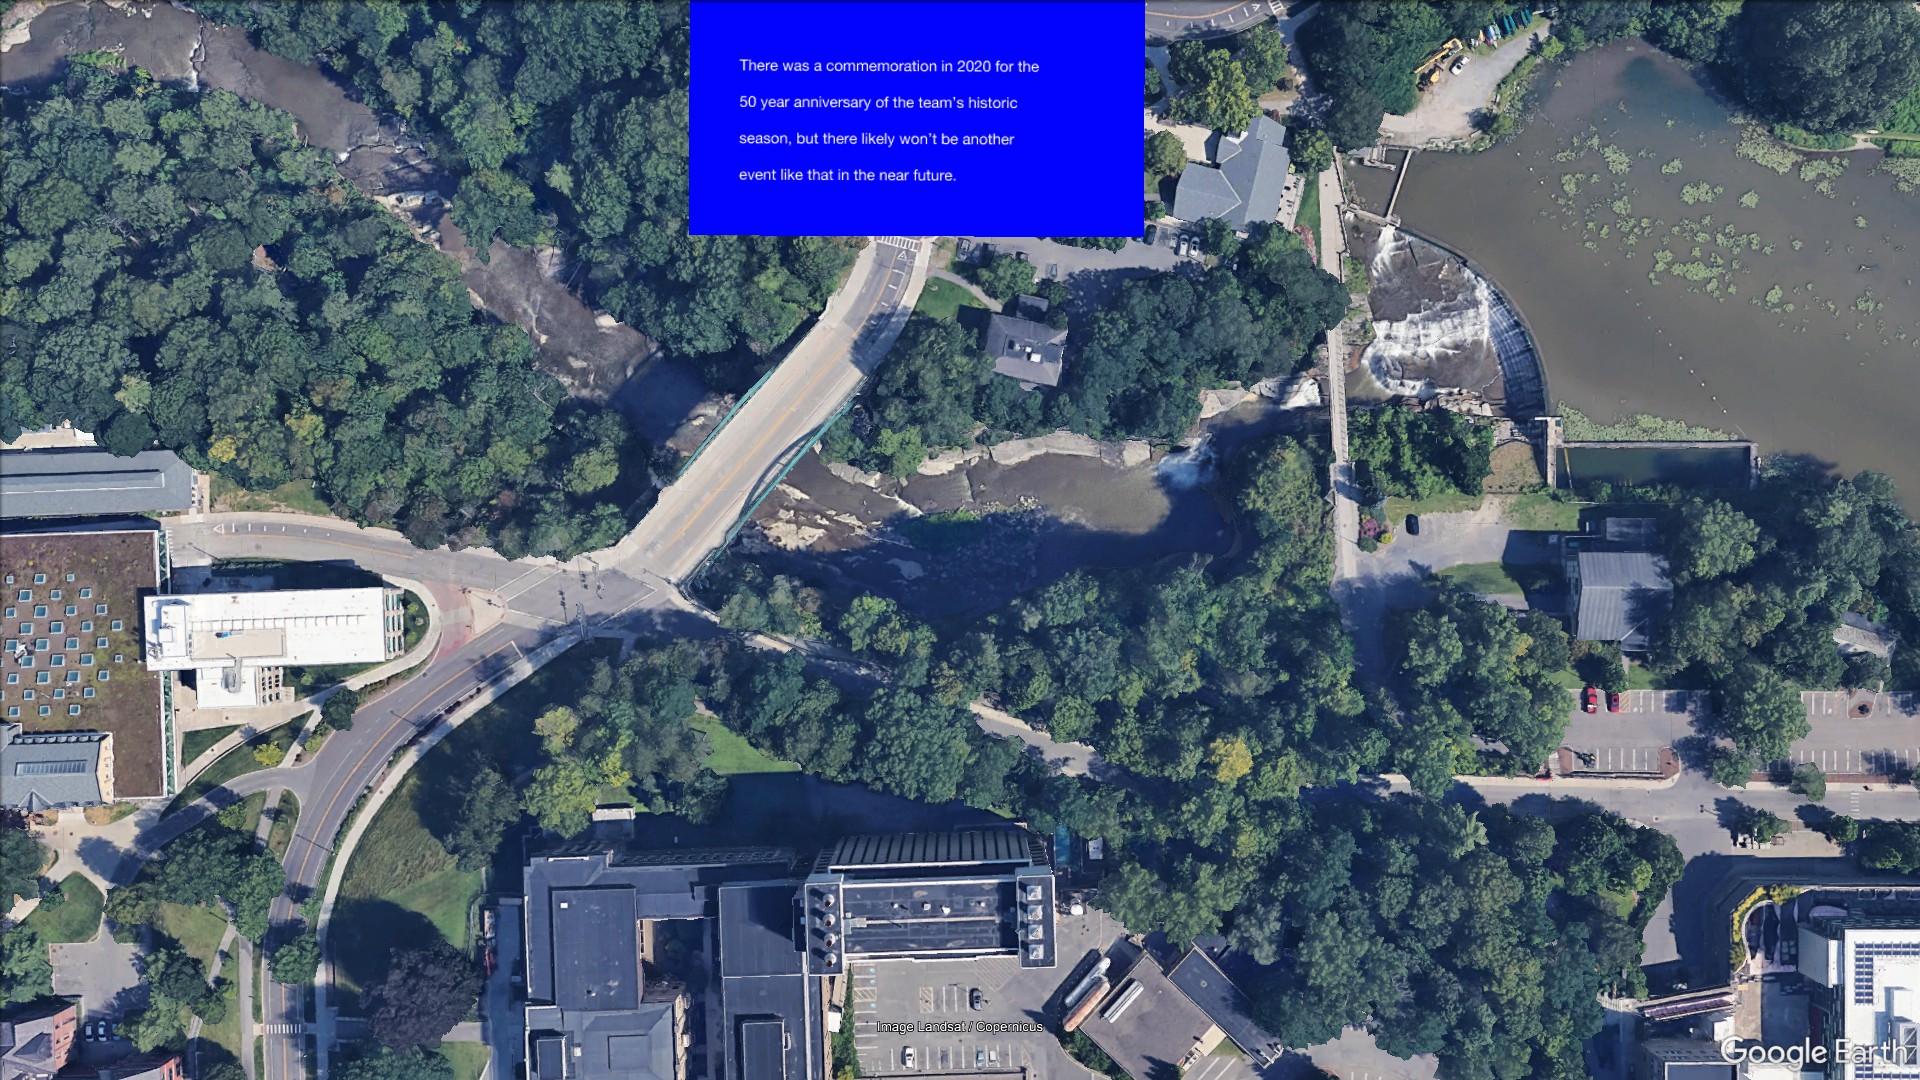 There was a commemoration in 2020 for the
50 year anniversary of the team's historic
season, but there likely won't be another
event like that in the near future.
Image Landsat / Copernicus
Google Earth